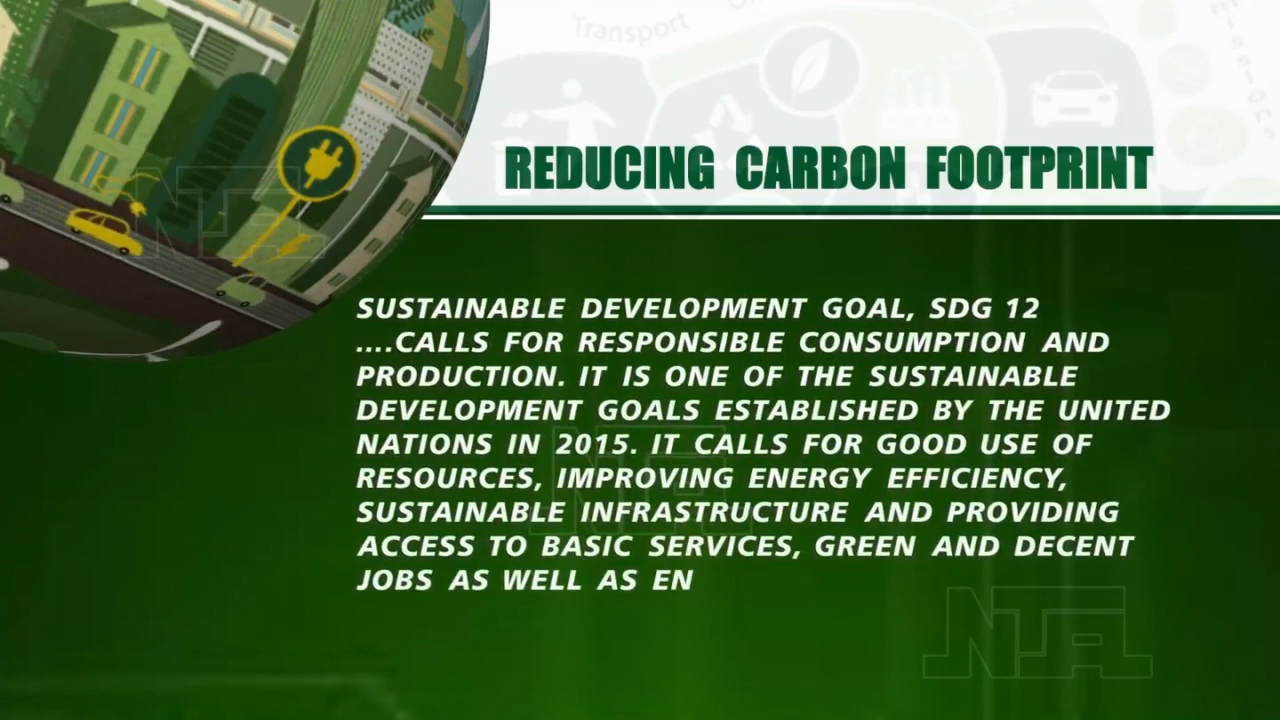 Transport
REDUCING CARBON FOOTPRINT
SUSTAINABLE DEVELOPMENT GOAL, SDG 12
....CALLS FOR RESPONSIBLE CONSUMPTION AND
PRODUCTION. IT IS ONE OF THE SUSTAINABLE
DEVELOPMENT GOALS ESTABLISHED BY THE UNITED
NATIONS IN 2015. IT CALLS FOR GOOD USE OF
RESOURCES, IMPROVING ENERGY EFFICIENCY,
SUSTAINABLE INFRASTRUCTURE AND PROVIDING
ACCESS TO BASIC SERVICES, GREEN AND DECENT
JOBS AS WELL AS EN
NTA
NTA
NTA